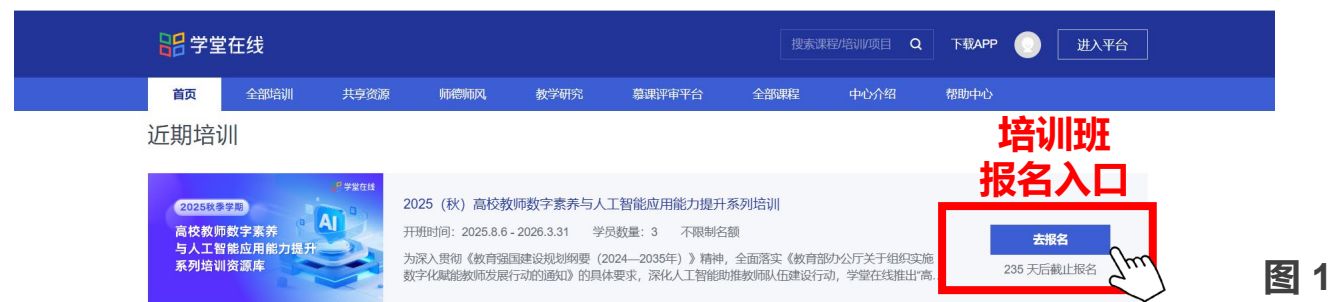 学堂在线
搜索课程/培训/项目
下载APP
进入平台
首页 全部培训 共享资源 师德师风 教学研究 慕课评审平台 全部课程 中心介绍 帮助中心
近期培训
培训班
报名入口
学堂在线
2025秋季学期
高校教师数字素养
与人工智能应用能力提升
系列培训资源库
AI
2025（秋）高校教师数字素养与人工智能应用能力提升系列培训
开班时间：2025.8.6 - 2026.3.31 学员数量：3 不限制名额
为深入贯彻《教育强国建设规划纲要（2024—2035年）》精神，全面落实《教育部办公厅关于组织实施
数字化赋能教师发展行动的通知》的具体要求，深化人工智能助推教师队伍建设行动，学堂在线推出“高...
去报名
235 天后截止报名
图 1